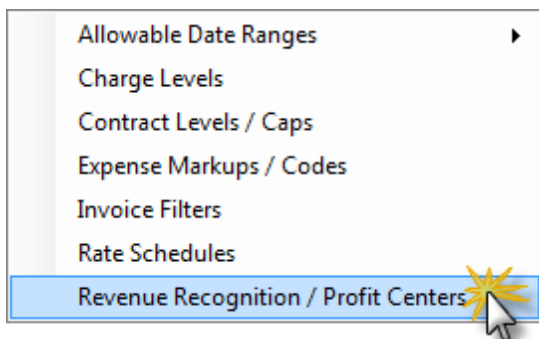 Allowable Date Ranges
Charge Levels
Contract Levels / Caps
Expense Markups / Codes
Invoice Filters
Rate Schedules
Revenue Recognition / Profit Centers